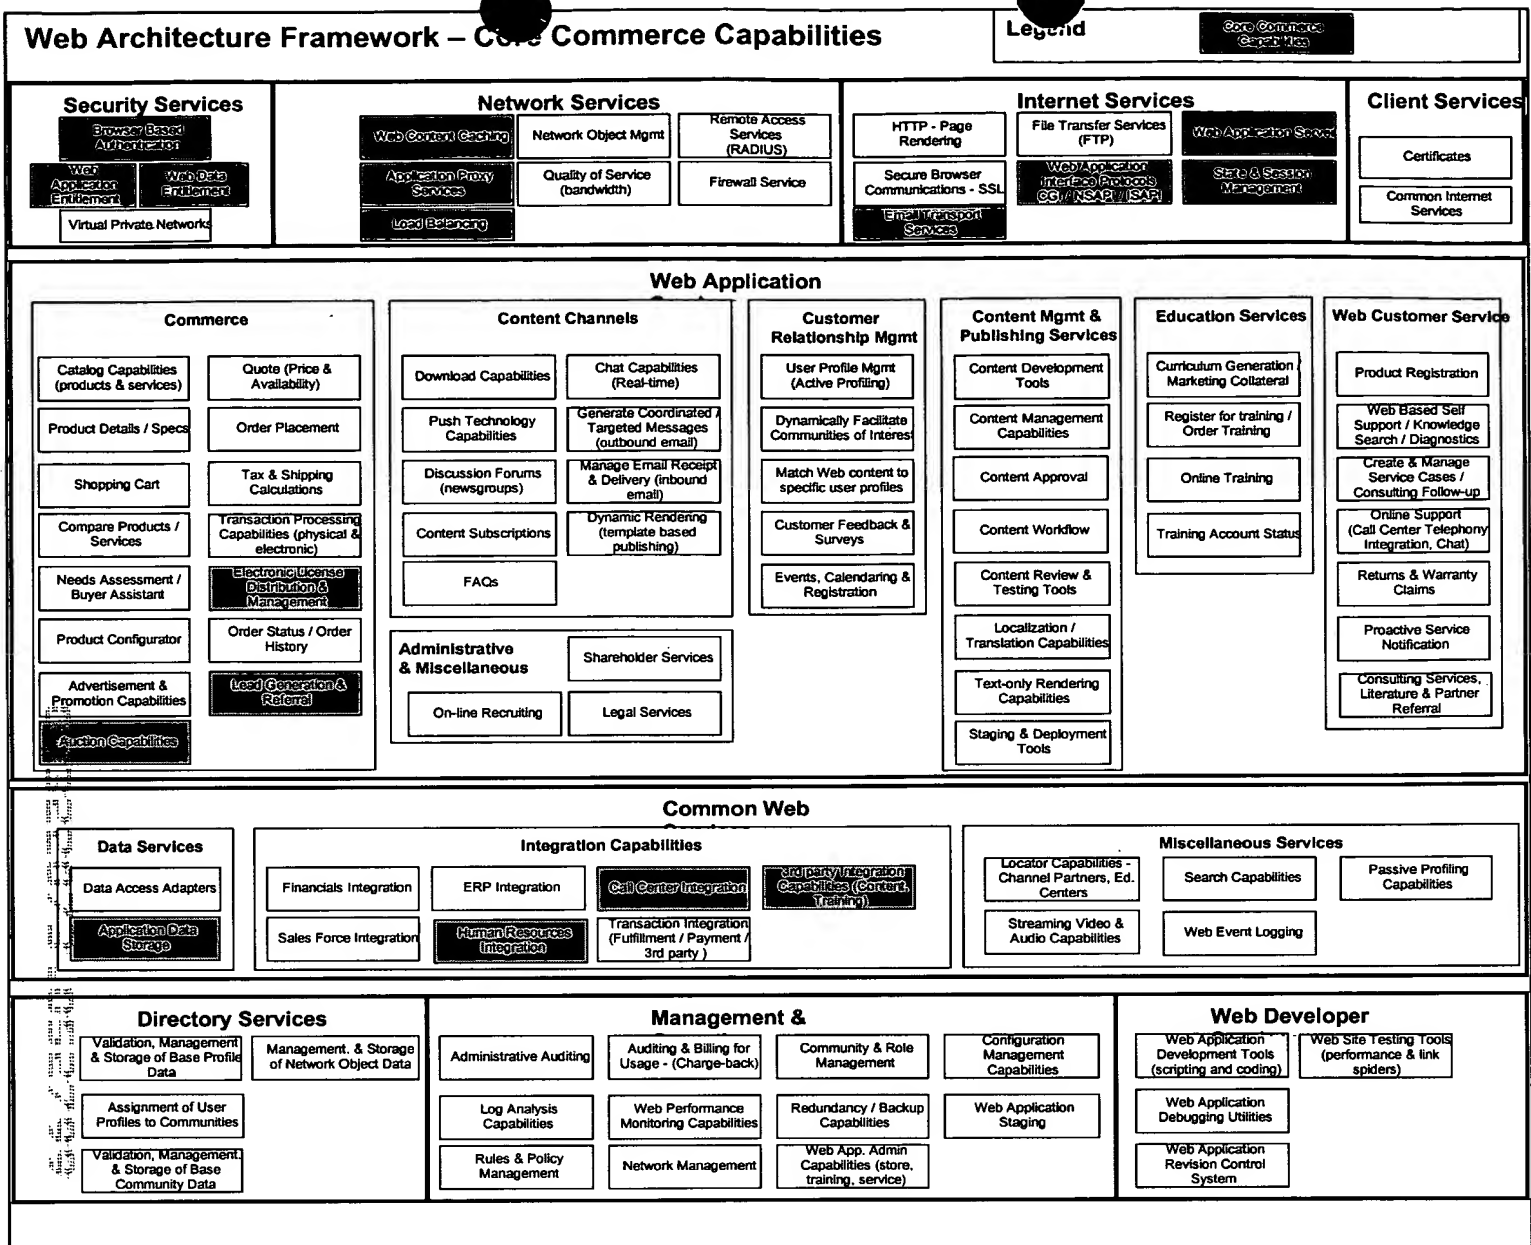 Web Architecture Framework – Core Commerce Capabilities
Legend
Core Commerce
Capabilities
Security Services
Browser Based
Authentication
Web
Application
Entitlement
Web Data
Entitlement
Virtual Private Networks
Network Services
Web Content Caching
Network Object Mgmt
Remote Access
Services
(RADIUS)
Application Proxy
Services
Quality of Service
(bandwidth)
Firewall Service
Load Balancing
Internet Services
HTTP - Page
Rendering
File Transfer Services
(FTP)
Web Application Server
Secure Browser
Communications - SSL
Web Application
Interface Protocols
CGI / NSAPI / ISAPI
State & Session
Management
Email Transport
Services
Client Services
Certificates
Common Internet
Services
Web Application
Commerce
Catalog Capabilities
(products & services)
Quote (Price &
Availability)
Product Details / Specs
Order Placement
Shopping Cart
Tax & Shipping
Calculations
Compare Products /
Services
Transaction Processing
Capabilities (physical &
electronic)
Needs Assessment /
Buyer Assistant
Electronic License
Distribution &
Management
Product Configurator
Order Status / Order
History
Advertisement &
Promotion Capabilities
Lead Generation &
Referral
Auction Capabilities
Content Channels
Download Capabilities
Chat Capabilities
(Real-time)
Push Technology
Capabilities
Generate Coordinated /
Targeted Messages
(outbound email)
Discussion Forums
(newsgroups)
Manage Email Receipt
& Delivery (inbound
email)
Content Subscriptions
Dynamic Rendering
(template based
publishing)
FAQs
Administrative
& Miscellaneous
Shareholder Services
On-line Recruiting
Legal Services
Customer
Relationship Mgmt
User Profile Mgmt
(Active Profiling)
Dynamically Facilitate
Communities of Interest
Match Web content to
specific user profiles
Customer Feedback &
Surveys
Events, Calendaring &
Registration
Content Mgmt &
Publishing Services
Content Development
Tools
Content Management
Capabilities
Content Approval
Content Workflow
Content Review &
Testing Tools
Localization /
Translation Capabilities
Text-only Rendering
Capabilities
Staging & Deployment
Tools
Education Services
Curriculum Generation /
Marketing Collateral
Register for training /
Order Training
Online Training
Training Account Status
Web Customer Service
Product Registration
Web Based Self
Support / Knowledge
Search / Diagnostics
Create & Manage
Service Cases /
Consulting Follow-up
Online Support
(Call Center Telephony
Integration, Chat)
Returns & Warranty
Claims
Proactive Service
Notification
Consulting Services,
Literature & Partner
Referral
Common Web
Data Services
Data Access Adapters
Application Data
Storage
Integration Capabilities
Financials Integration
ERP Integration
Call Center Integration
3rd party Integration
Capabilities (Content,
Training)
Sales Force Integration
Human Resources
Integration
Transaction Integration
(Fulfillment / Payment /
3rd party )
Miscellaneous Services
Locator Capabilities -
Channel Partners, Ed.
Centers
Search Capabilities
Passive Profiling
Capabilities
Streaming Video &
Audio Capabilities
Web Event Logging
Directory Services
Validation, Management
& Storage of Base Profile
Data
Management. & Storage
of Network Object Data
Assignment of User
Profiles to Communities
Validation, Management,
& Storage of Base
Community Data
Management &
Administrative Auditing
Auditing & Billing for
Usage - (Charge-back)
Community & Role
Management
Configuration
Management
Capabilities
Log Analysis
Capabilities
Web Performance
Monitoring Capabilities
Redundancy / Backup
Capabilities
Web Application
Staging
Rules & Policy
Management
Network Management
Web App. Admin
Capabilities (store,
training, service)
Web Developer
Web Application
Development Tools
(scripting and coding)
Web Site Testing Tools
(performance & link
spiders)
Web Application
Debugging Utilities
Web Application
Revision Control
System